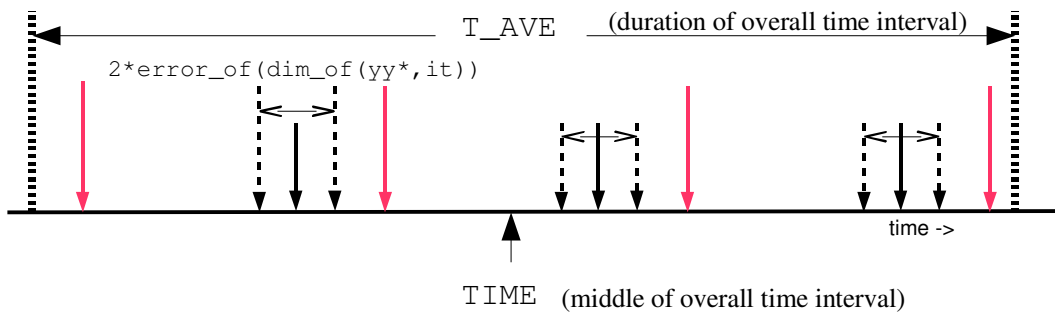 T_AVE (duration of overall time interval)
2*error_of(dim_of(yy*,it))
time ->
TIME (middle of overall time interval)